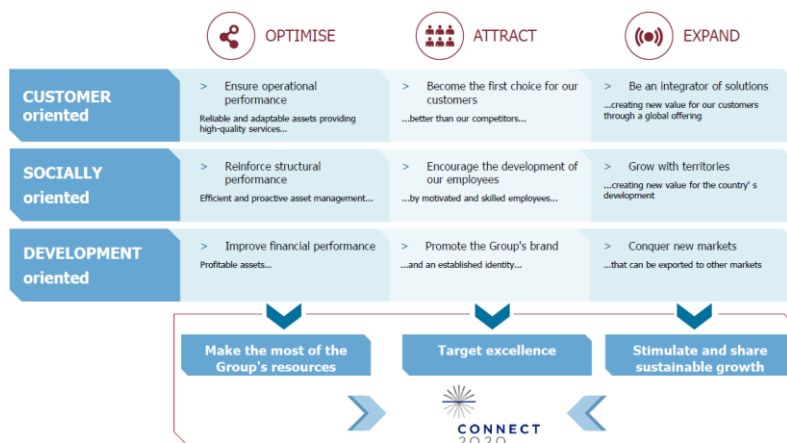 OPTIMISE
ATTRACT
EXPAND
CUSTOMER
oriented
> Ensure operational
performance
Reliable and adaptable assets providing
high-quality services...
> Become the first choice for our
customers
...better than our competitors...
> Be an integrator of solutions
...creating new value for our customers
through a global offering
SOCIALLY
oriented
> Reinforce structural
performance
Efficient and proactive asset management...
> Encourage the development of
our employees
...by motivated and skilled employees...
> Grow with territories
...creating new value for the country' s
development
DEVELOPMENT
oriented
> Improve financial performance
Profitable assets...
> Promote the Group's brand
...and an established identity...
> Conquer new markets
...that can be exported to other markets
Make the most of the
Group's resources
Target excellence
Stimulate and share
sustainable growth
CONNECT
2020